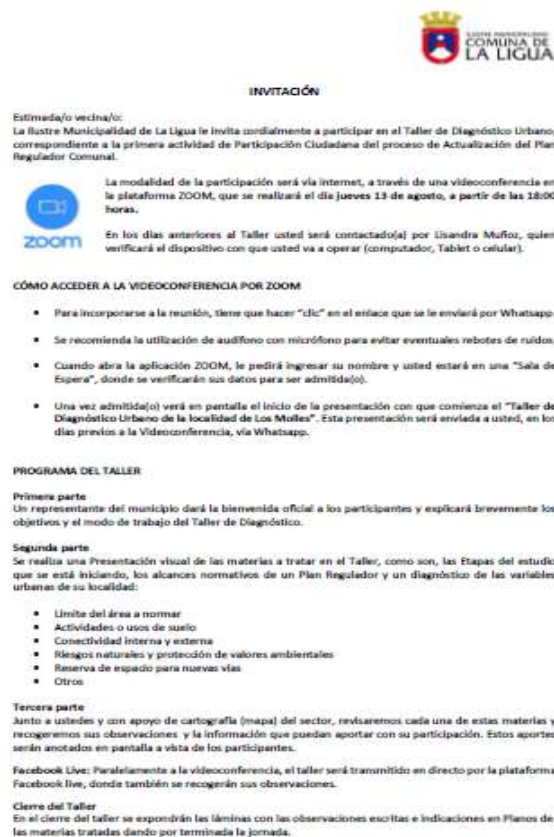 ILUSTRE MUNICIPALIDAD
COMUNA DE
LA LIGUA
INVITACIÓN
Estimada/o vecina/o:
La Ilustre Municipalidad de La Ligua le invita cordialmente a participar en el Taller de Diagnóstico Urbano,
correspondiente a la primera actividad de Participación Ciudadana del proceso de Actualización del Plan
Regulador Comunal.
La modalidad de la participación será vía internet, a través de una videoconferencia en
la plataforma ZOOM, que se realizará el día jueves 13 de agosto, a partir de las 18:00
horas.
zoom
En los días anteriores al Taller usted será contactado(a) por Lisandra Muñoz, quien
verificará el dispositivo con que usted va a operar (computador, Tablet o celular).
CÓMO ACCEDER A LA VIDEOCONFERENCIA POR ZOOM
• Para incorporarse a la reunión, tiene que hacer "clic" en el enlace que se le enviará por Whatsapp.
• Se recomienda la utilización de audífono con micrófono para evitar eventuales rebotes de ruidos.
• Cuando abra la aplicación ZOOM, le pedirá ingresar su nombre y usted estará en una "Sala de
Espera", donde se verificarán sus datos para ser admitida(o).
• Una vez admitida(o) verá en pantalla el inicio de la presentación con que comienza el "Taller de
Diagnóstico Urbano de la localidad de Los Molles". Esta presentación será enviada a usted, en los
días previos a la Videoconferencia, vía Whatsapp.
PROGRAMA DEL TALLER
Primera parte
Un representante del municipio dará la bienvenida oficial a los participantes y explicará brevemente los
objetivos y el modo de trabajo del Taller de Diagnóstico.
Segunda parte
Se realiza una Presentación visual de las materias a tratar en el Taller, como son, las Etapas del estudio
que se está iniciando, los alcances normativos de un Plan Regulador y un diagnóstico de las variables
urbanas de su localidad:
• Límite del área a normar
• Actividades o usos de suelo
• Conectividad interna y externa
• Riesgos naturales y protección de valores ambientales
• Reserva de espacio para nuevas vías
• Otros
Tercera parte
Junto a ustedes y con apoyo de cartografía (mapa) del sector, revisaremos cada una de estas materias y
recogeremos sus observaciones y la información que puedan aportar con su participación. Estos aportes
serán anotados en pantalla a vista de los participantes.
Facebook Live: Paralelamente a la videoconferencia, el taller será transmitido en directo por la plataforma
Facebook live, donde también se recogerán sus observaciones.
Cierre del Taller
En el cierre del taller se expondrán las láminas con las observaciones escritas e indicaciones en Planos de
las materias tratadas dando por terminada la jornada.